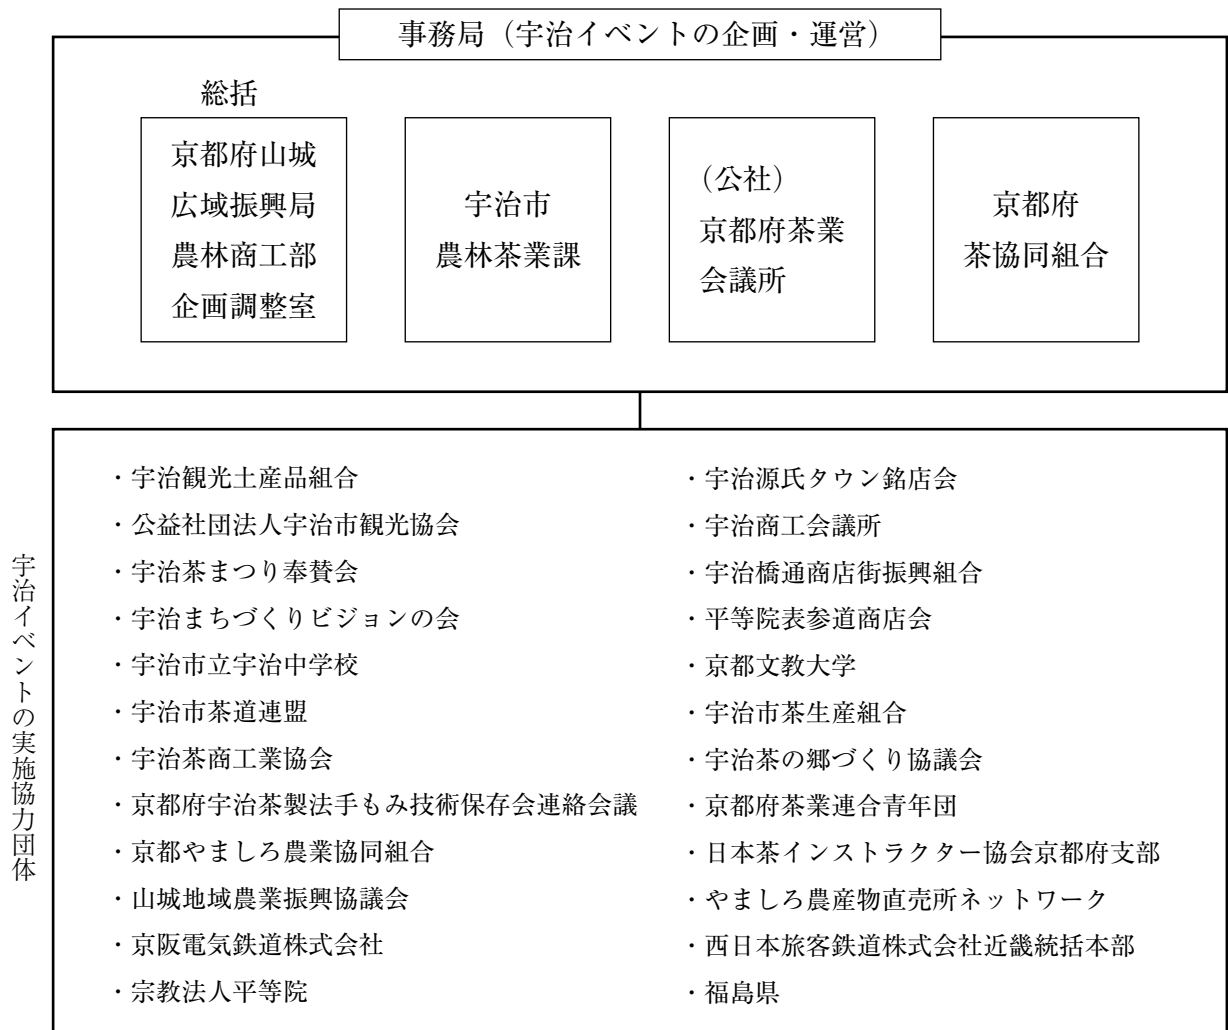 事務局（宇治イベントの企画・運営）
総括
京都府山城
広域振興局
農林商工部
企画調整室
宇治市
農林茶業課
（公社）
京都府茶業
会議所
京都府
茶協同組合
宇治イベントの実施協力団体
・宇治観光土産品組合
・公益社団法人宇治市観光協会
・宇治茶まつり奉賛会
・宇治まちづくりビジョンの会
・宇治市立宇治中学校
・宇治市茶道連盟
・宇治茶商工業協会
・京都府宇治茶製法手もみ技術保存会連絡会議
・京都やましろ農業協同組合
・山城地域農業振興協議会
・京阪電気鉄道株式会社
・宗教法人平等院
・宇治源氏タウン銘店会
・宇治商工会議所
・宇治橋通商店街振興組合
・平等院表参道商店会
・京都文教大学
・宇治市茶生産組合
・宇治茶の郷づくり協議会
・京都府茶業連合青年団
・日本茶インストラクター協会京都府支部
・やましろ農産物直売所ネットワーク
・西日本旅客鉄道株式会社近畿統括本部
・福島県